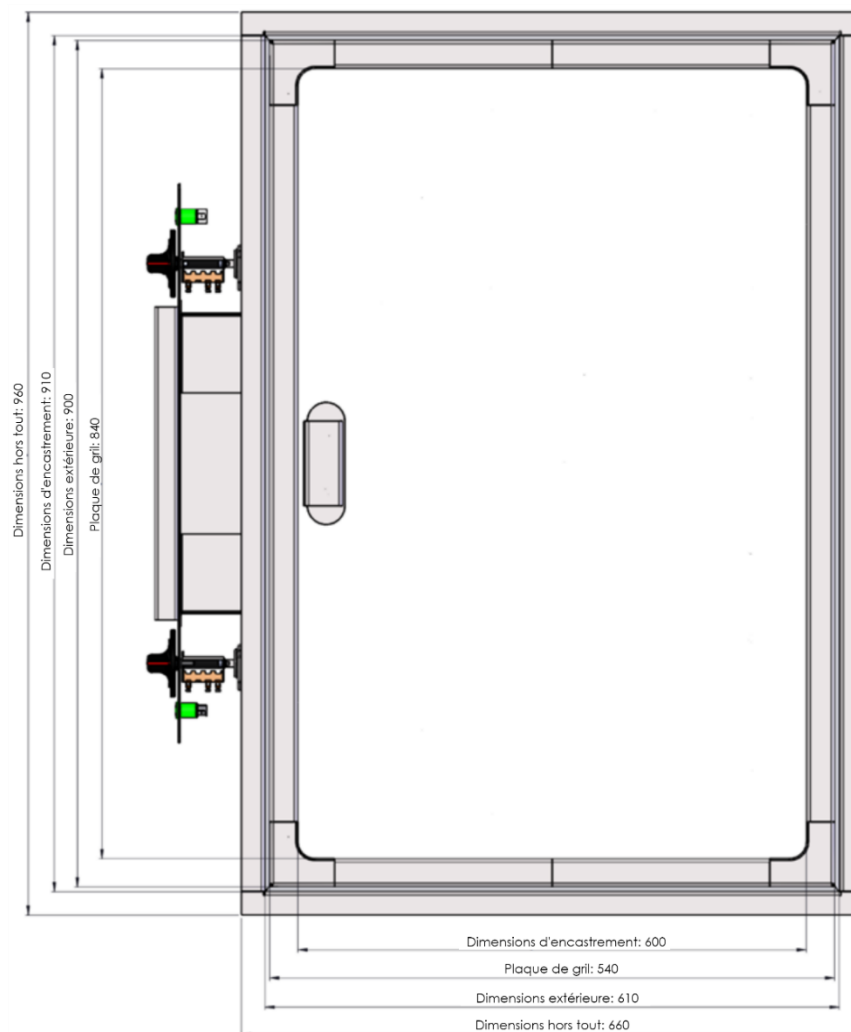 Dimensions hors tout: 960
Dimensions d'encastrement: 910
Dimensions extérieure: 900
Plaque de gril: 840
Dimensions d'encastrement: 600
Plaque de gril: 540
Dimensions extérieure: 610
Dimensions hors tout: 660